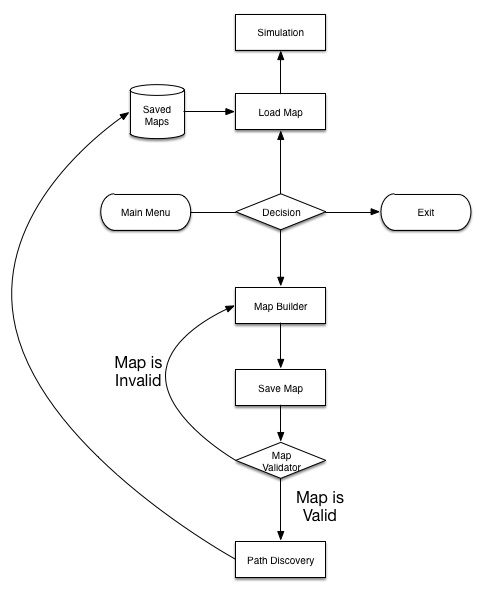 Simulation
Saved
Maps
Load Map
Main Menu
Decision
Exit
Map Builder
Map is
Invalid
Save Map
Map
Validator
Map is
Valid
Path Discovery